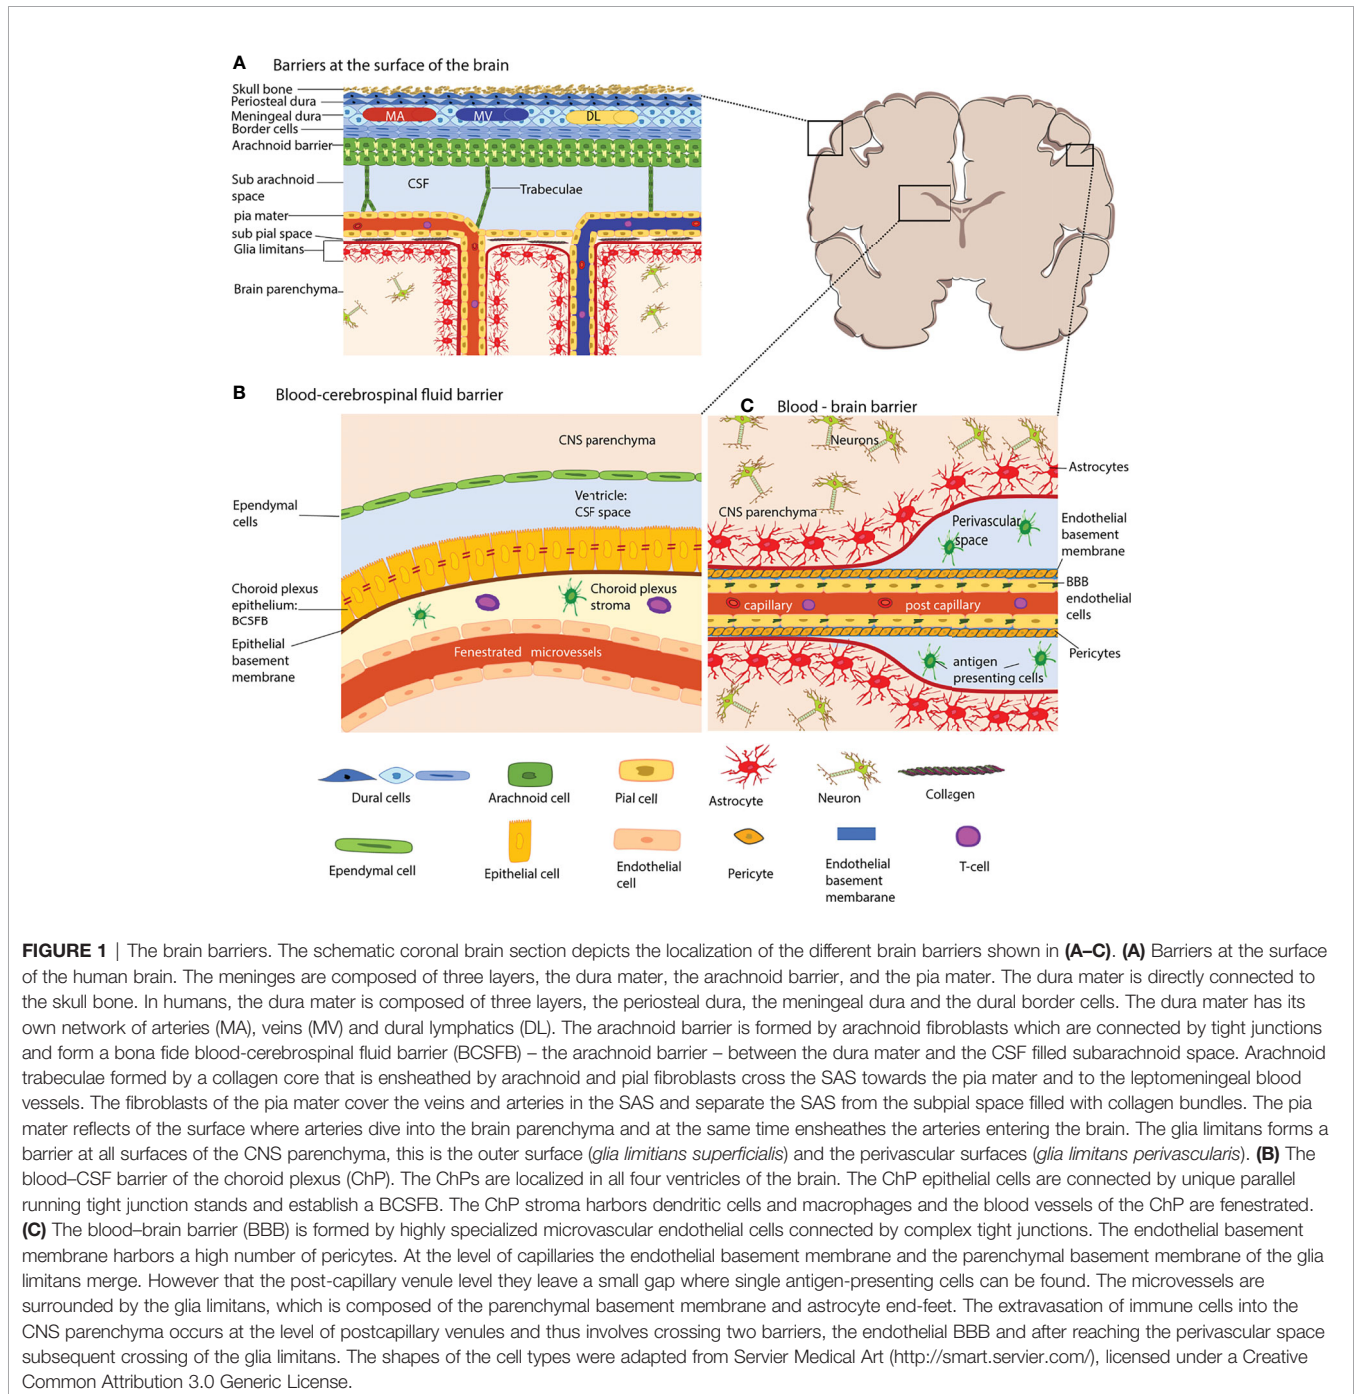 A Barriers at the surface of the brain
Skull bone
Periosteal dura
Meningeal dura
Border cells
Arachnoid barrier
Sub arachnoid
space
pia mater
sub pial space
Glia limitans
Brain parenchyma
MA
MV
DL
CSF
Trabeculae
B Blood-cerebrospinal fluid barrier
CNS parenchyma
Ependymal
cells
Ventricle:
CSF space
Choroid plexus
epithelium:
BCSFB
Choroid plexus
stroma
Epithelial
basement
membrane
Fenestrated microvessels
C Blood - brain barrier
Neurons
Astrocytes
CNS parenchyma
Perivascular
space
Endothelial
basement
membrane
BBB
endothelial
cells
capillary
post capillary
Pericytes
antigen
presenting cells
Dural cells
Arachnoid cell
Pial cell
Astrocyte
Neuron
Collagen
Ependymal cell
Epithelial cell
Endothelial
cell
Pericyte
Endothelial
basement
membarane
T-cell
FIGURE 1 | The brain barriers. The schematic coronal brain section depicts the localization of the different brain barriers shown in (A–C). (A) Barriers at the surface
of the human brain. The meninges are composed of three layers, the dura mater, the arachnoid barrier, and the pia mater. The dura mater is directly connected to
the skull bone. In humans, the dura mater is composed of three layers, the periosteal dura, the meningeal dura and the dural border cells. The dura mater has its
own network of arteries (MA), veins (MV) and dural lymphatics (DL). The arachnoid barrier is formed by arachnoid fibroblasts which are connected by tight junctions
and form a bona fide blood-cerebrospinal fluid barrier (BCSFB) – the arachnoid barrier – between the dura mater and the CSF filled subarachnoid space. Arachnoid
trabeculae formed by a collagen core that is ensheathed by arachnoid and pial fibroblasts cross the SAS towards the pia mater and to the leptomeningeal blood
vessels. The fibroblasts of the pia mater cover the veins and arteries in the SAS and separate the SAS from the subpial space filled with collagen bundles. The pia
mater reflects of the surface where arteries dive into the brain parenchyma and at the same time ensheathes the arteries entering the brain. The glia limitans forms a
barrier at all surfaces of the CNS parenchyma, this is the outer surface (glia limitians superficialis) and the perivascular surfaces (glia limitans perivascularis). (B) The
blood–CSF barrier of the choroid plexus (ChP). The ChPs are localized in all four ventricles of the brain. The ChP epithelial cells are connected by unique parallel
running tight junction stands and establish a BCSFB. The ChP stroma harbors dendritic cells and macrophages and the blood vessels of the ChP are fenestrated.
(C) The blood–brain barrier (BBB) is formed by highly specialized microvascular endothelial cells connected by complex tight junctions. The endothelial basement
membrane harbors a high number of pericytes. At the level of capillaries the endothelial basement membrane and the parenchymal basement membrane of the glia
limitans merge. However that the post-capillary venule level they leave a small gap where single antigen-presenting cells can be found. The microvessels are
surrounded by the glia limitans, which is composed of the parenchymal basement membrane and astrocyte end-feet. The extravasation of immune cells into the
CNS parenchyma occurs at the level of postcapillary venules and thus involves crossing two barriers, the endothelial BBB and after reaching the perivascular space
subsequent crossing of the glia limitans. The shapes of the cell types were adapted from Servier Medical Art (http://smart.servier.com/), licensed under a Creative
Common Attribution 3.0 Generic License.